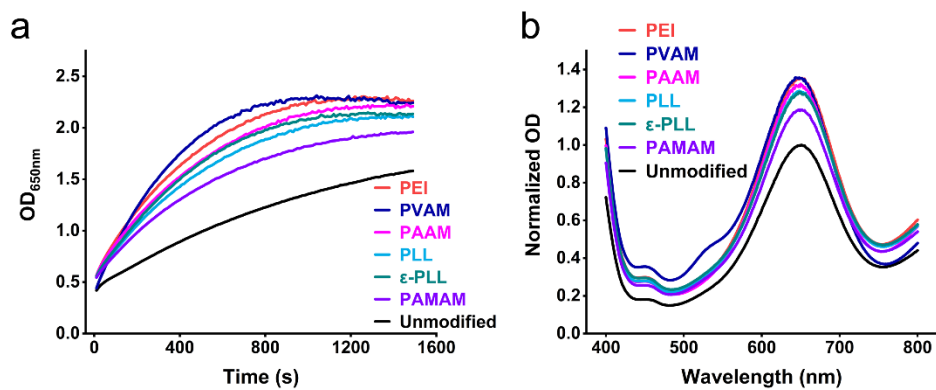 a
OD650nm
2.5
2.0
1.5
1.0
0.5
0.0
0
400
800
1200
1600
Time (s)
PEI
PVAM
PAAM
PLL
ε-PLL
PAMAM
Unmodified
b
Normalized OD
1.4
1.2
1.0
0.8
0.6
0.4
0.2
0.0
400
500
600
700
800
Wavelength (nm)
PEI
PVAM
PAAM
PLL
ε-PLL
PAMAM
Unmodified